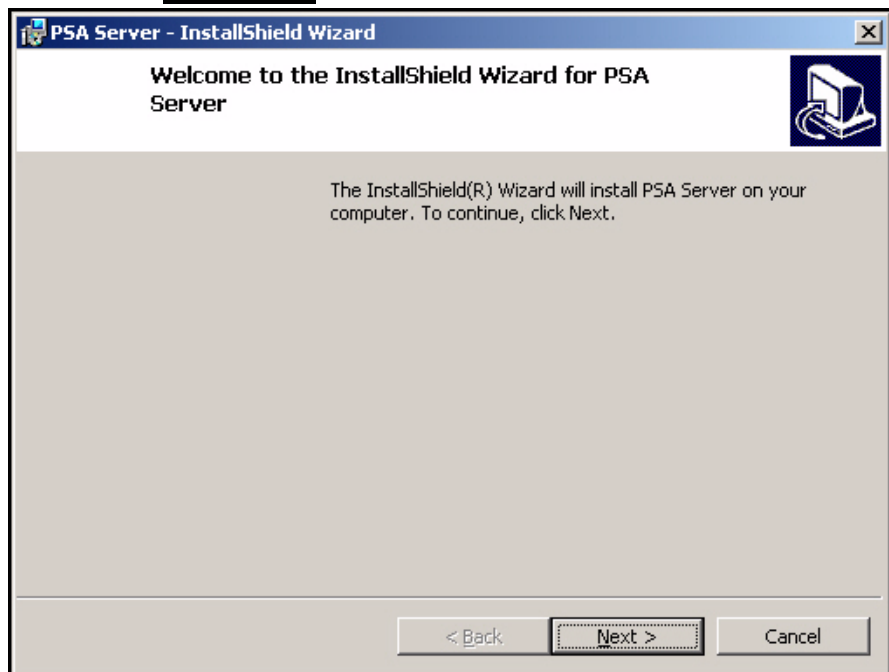 PSA Server - InstallShield Wizard
Welcome to the InstallShield Wizard for PSA
Server
The InstallShield(R) Wizard will install PSA Server on your
computer. To continue, click Next.
< Back
Next >
Cancel